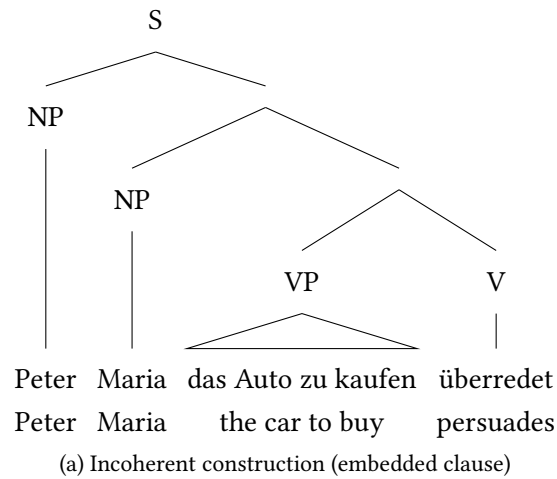 S
NP
NP
VP V
Peter Maria das Auto zu kaufen überredet
Peter Maria the car to buy persuades
(a) Incoherent construction (embedded clause)